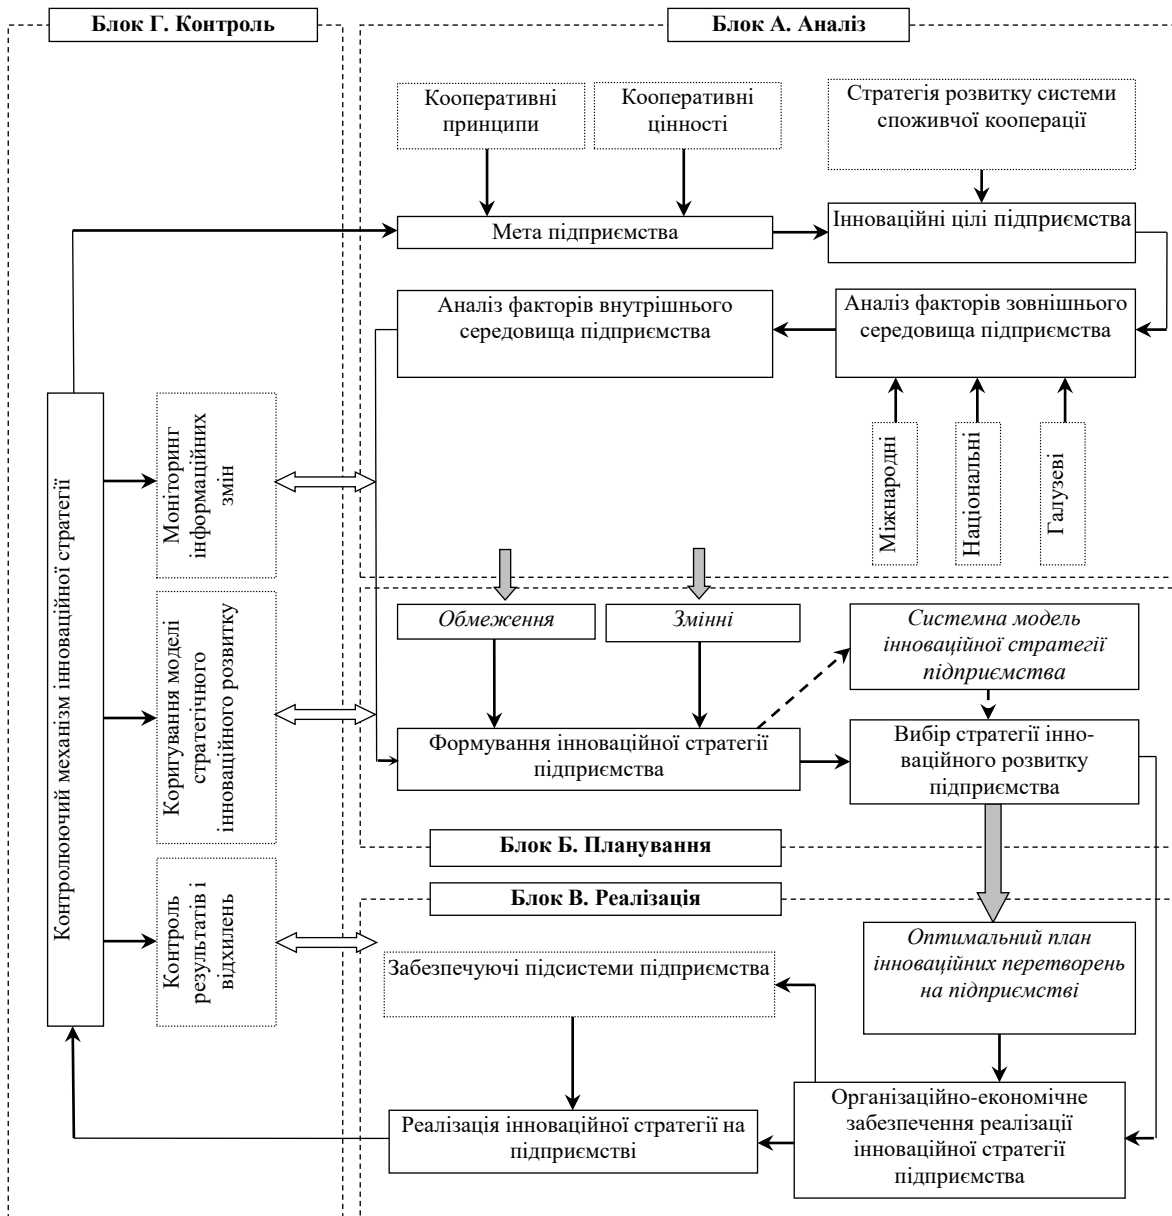 Блок Г. Контроль
Блок А. Аналіз
Кооперативні
принципи
Кооперативні
цінності
Стратегія розвитку системи
споживчої кооперації
Мета підприємства
Інноваційні цілі підприємства
Аналіз факторів внутрішнього
середовища підприємства
Аналіз факторів зовнішнього
середовища підприємства
Міжнародні
Національні
Галузеві
Контролюючий механізм інноваційної стратегії
Моніторинг
інформаційних
змін
Коригування моделі
стратегічного
інноваційного розвитку
Контроль
результатів і
відхилень
Обмеження
Змінні
Системна модель
інноваційної стратегії
підприємства
Формування інноваційної стратегії
підприємства
Вибір стратегії інно-
ваційного розвитку
підприємства
Блок Б. Планування
Блок В. Реалізація
Оптимальний план
інноваційних перетворень
на підприємстві
Забезпечуючі підсистеми підприємства
Реалізація інноваційної стратегії на
підприємстві
Організаційно-економічне
забезпечення реалізації
інноваційної стратегії
підприємства